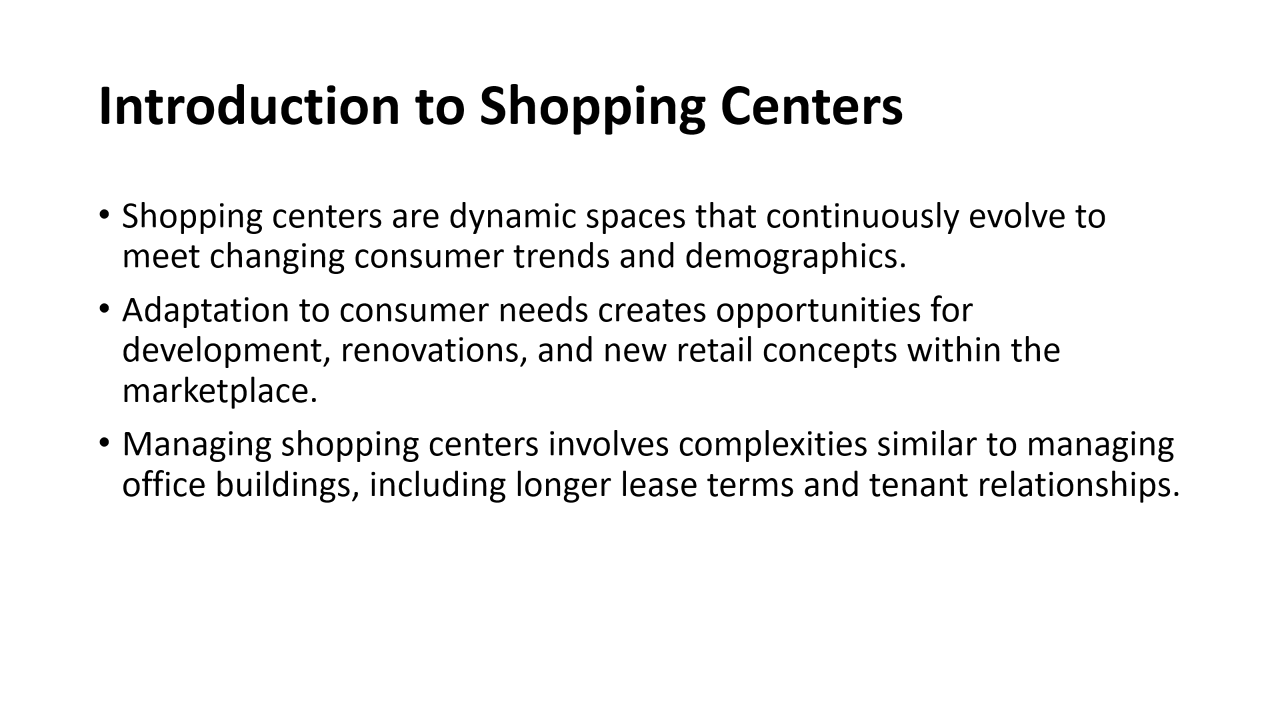 Introduction to Shopping Centers
• Shopping centers are dynamic spaces that continuously evolve to
meet changing consumer trends and demographics.
• Adaptation to consumer needs creates opportunities for
development, renovations, and new retail concepts within the
marketplace.
• Managing shopping centers involves complexities similar to managing
office buildings, including longer lease terms and tenant relationships.